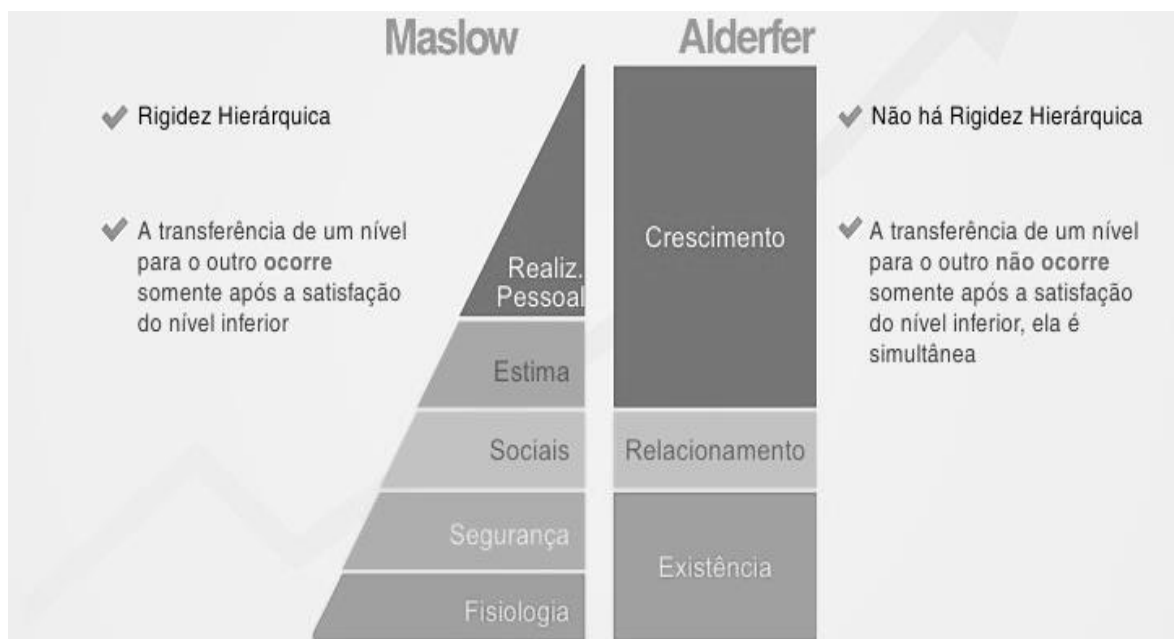 Maslow
Alderfer
Rigidez Hierárquica
A transferência de um nível
para o outro ocorre
somente após a satisfação
do nível inferior
Realiz.
Pessoal
Estima
Sociais
Segurança
Fisiologia
Crescimento
Relacionamento
Existência
Não há Rigidez Hierárquica
A transferência de um nível
para o outro não ocorre
somente após a satisfação
do nível inferior, ela é
simultânea